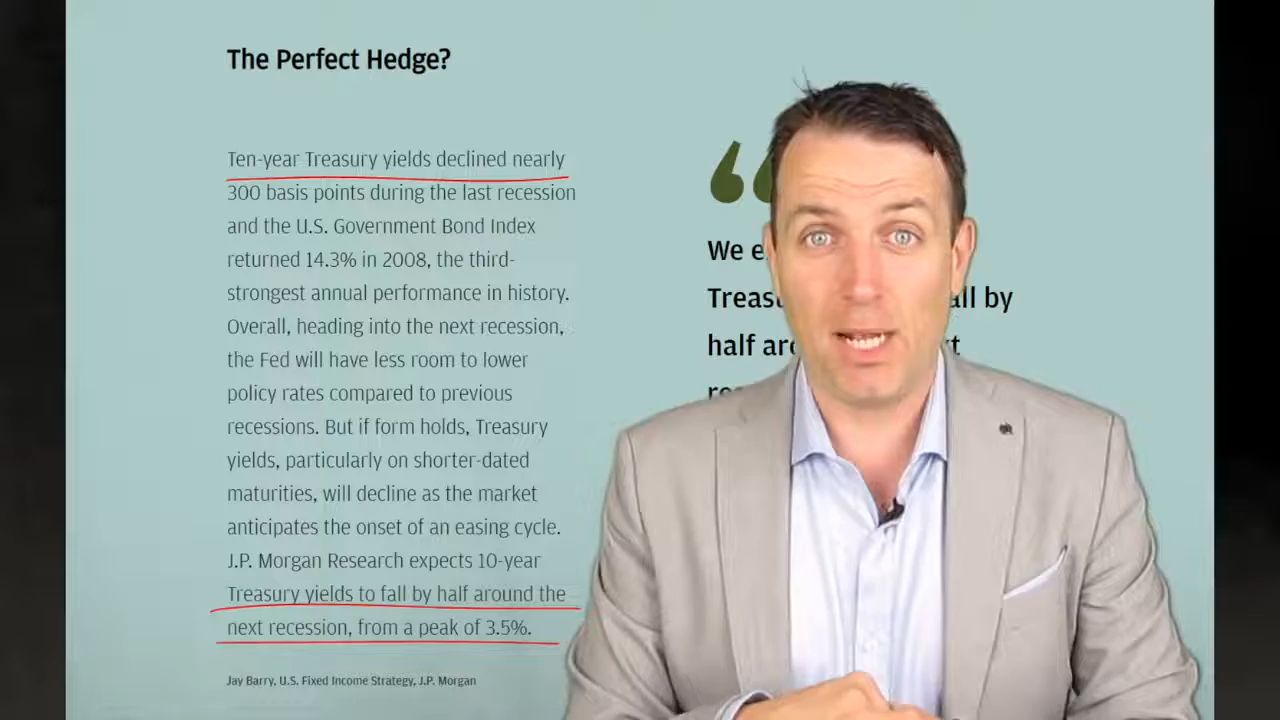 The Perfect Hedge?
Ten-year Treasury yields declined nearly
300 basis points during the last recession
and the U.S. Government Bond Index
returned 14.3% in 2008, the third-
strongest annual performance in history.
Overall, heading into the next recession,
the Fed will have less room to lower
policy rates compared to previous
recessions. But if form holds, Treasury
yields, particularly on shorter-dated
maturities, will decline as the market
anticipates the onset of an easing cycle.
J.P. Morgan Research expects 10-year
Treasury yields to fall by half around the
next recession, from a peak of 3.5%.
Jay Barry, U.S. Fixed Income Strategy, J.P. Morgan
“
We
by
half